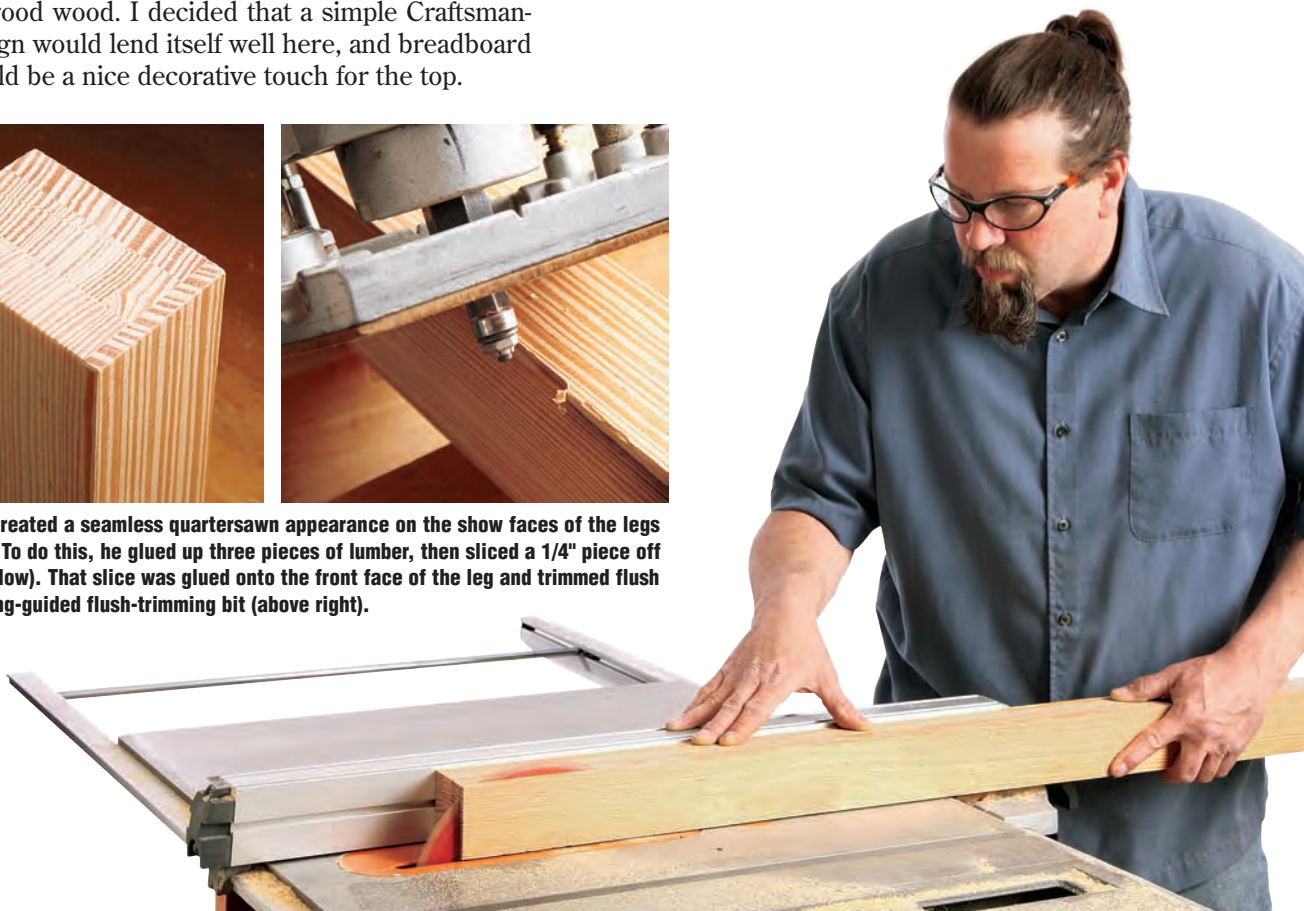 rood wood. I decided that a simple Craftsman-
gn would lend itself well here, and breadboard
ld be a nice decorative touch for the top.
reated a seamless quartersawn appearance on the show faces of the legs
To do this, he glued up three pieces of lumber, then sliced a 1/4" piece off
low). That slice was glued onto the front face of the leg and trimmed flush
ng-guided flush-trimming bit (above right).